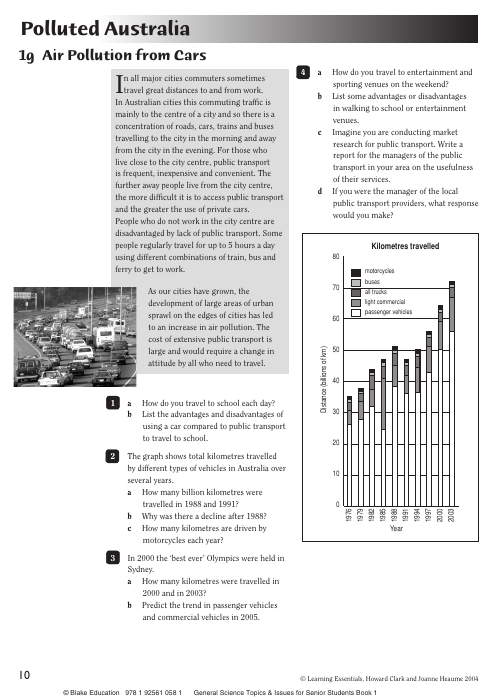 Polluted Australia
1g Air Pollution from Cars
In all major cities commuters sometimes
travel great distances to and from work.
In Australian cities this commuting traffic is
mainly to the centre of a city and so there is a
concentration of roads, cars, trains and buses
travelling to the city in the morning and away
from the city in the evening. For those who
live close to the city centre, public transport
is frequent, inexpensive and convenient. The
further away people live from the city centre,
the more difficult it is to access public transport
and the greater the use of private cars.
People who do not work in the city centre are
disadvantaged by lack of public transport. Some
people regularly travel for up to 5 hours a day
using different combinations of train, bus and
ferry to get to work.
As our cities have grown, the
development of large areas of urban
sprawl on the edges of cities has led
to an increase in air pollution. The
cost of extensive public transport is
large and would require a change in
attitude by all who need to travel.
1 a How do you travel to school each day?
b List the advantages and disadvantages of
using a car compared to public transport
to travel to school.
2 The graph shows total kilometres travelled
by different types of vehicles in Australia over
several years.
a How many billion kilometres were
travelled in 1988 and 1991?
b Why was there a decline after 1988?
c How many kilometres are driven by
motorcycles each year?
3 In 2000 the 'best ever' Olympics were held in
Sydney.
a How many kilometres were travelled in
2000 and in 2003?
b Predict the trend in passenger vehicles
and commercial vehicles in 2005.
4 a How do you travel to entertainment and
sporting venues on the weekend?
b List some advantages or disadvantages
in walking to school or entertainment
venues.
c Imagine you are conducting market
research for public transport. Write a
report for the managers of the public
transport in your area on the usefulness
of their services.
d If you were the manager of the local
public transport providers, what response
would you make?
Kilometres travelled
motorcycles
buses
all trucks
light commercial
passenger vehicles
Distance (billions of km)
80
70
60
50
40
30
20
10
0
1976 1979 1982 1985 1988 1991 1994 1997 2000 2003
Year
10
© Learning Essentials, Howard Clark and Joanne Heaume 2004
© Blake Education 978 1 92561 058 1 General Science Topics & Issues for Senior Students Book 1